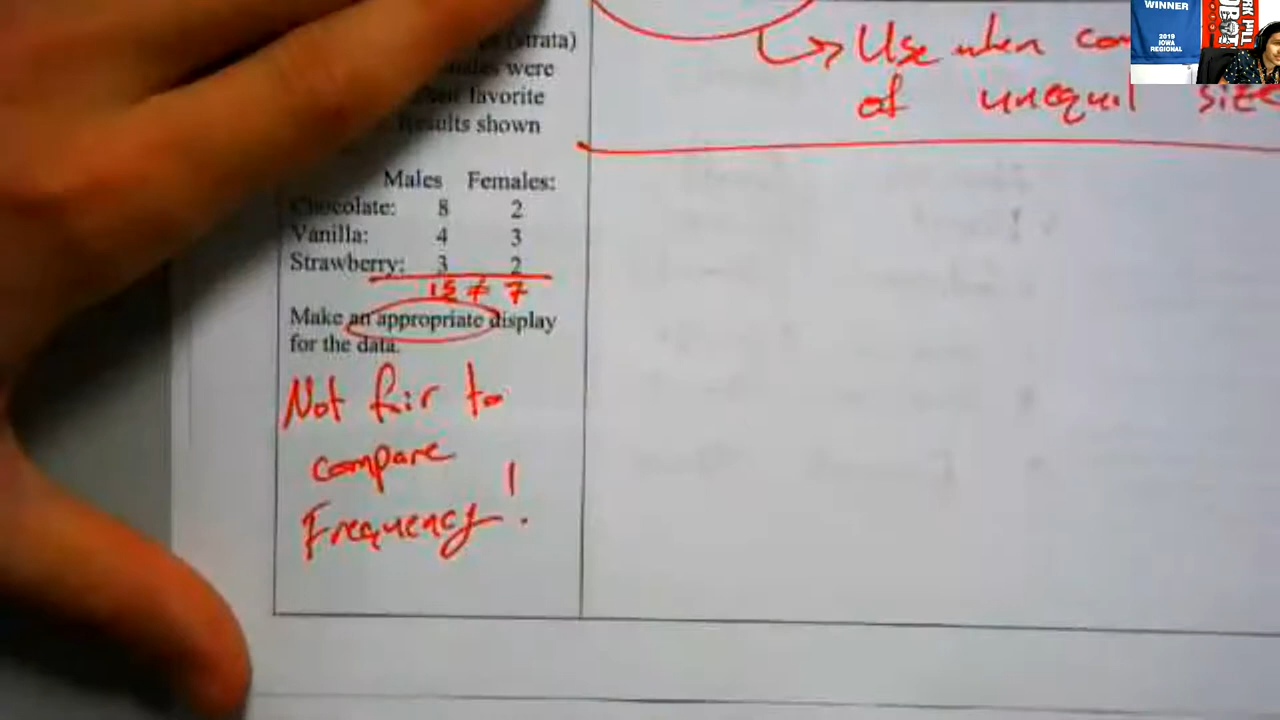 (strata)
were
favorite
Results shown
Males Females:
Chocolate: 8 2
Vanilla: 4 3
Strawberry: 3 2
15 ≠ 7
Make an appropriate display
for the data.
Not fair to
compare
Frequency!
↳ Use when
of unequal size
WINNER
2019 IOWA
REGIONAL